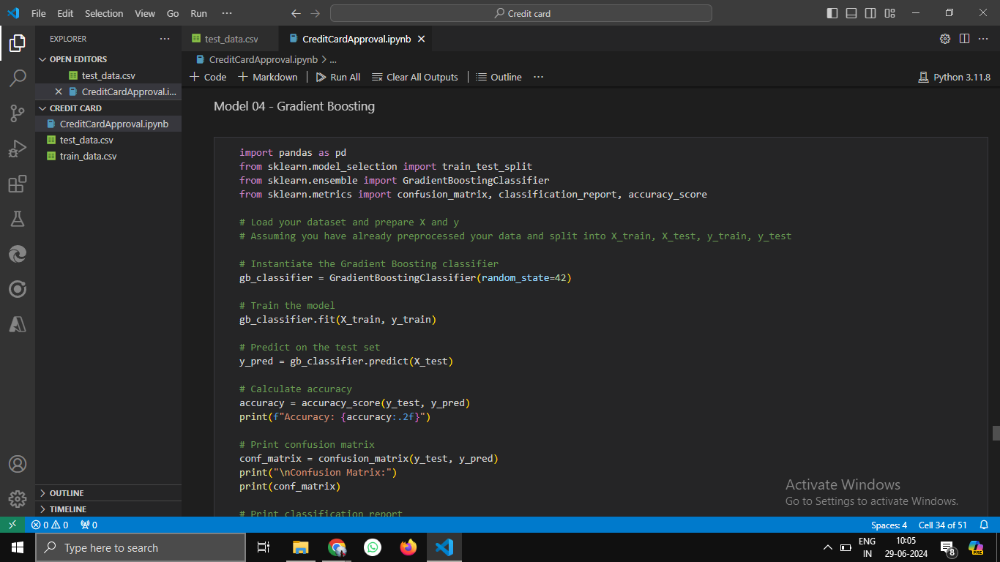 File Edit Selection View Go Run ···
Credit card
EXPLORER
OPEN EDITORS
test_data.csv
CreditCardApproval.i...
CREDIT CARD
CreditCardApproval.ipynb
test_data.csv
train_data.csv
OUTLINE
TIMELINE
test_data.csv
CreditCardApproval.ipynb
CreditCardApproval.ipynb > ...
+ Code + Markdown Run All Clear All Outputs Outline ···
Python 3.11.8
Model 04 - Gradient Boosting
import pandas as pd
from sklearn.model_selection import train_test_split
from sklearn.ensemble import GradientBoostingClassifier
from sklearn.metrics import confusion_matrix, classification_report, accuracy_score
# Load your dataset and prepare X and y
# Assuming you have already preprocessed your data and split into X_train, X_test, y_train, y_test
# Instantiate the Gradient Boosting classifier
gb_classifier = GradientBoostingClassifier(random_state=42)
# Train the model
gb_classifier.fit(X_train, y_train)
# Predict on the test set
y_pred = gb_classifier.predict(X_test)
# Calculate accuracy
accuracy = accuracy_score(y_test, y_pred)
print(f"Accuracy: {accuracy:.2f}")
# Print confusion matrix
conf_matrix = confusion_matrix(y_test, y_pred)
print("\nConfusion Matrix:")
print(conf_matrix)
# Print classification report
Activate Windows
Go to Settings to activate Windows.
0 0 0
Spaces: 4 Cell 34 of 51
Type here to search
ENG
IN
10:05
29-06-2024
8
PRE